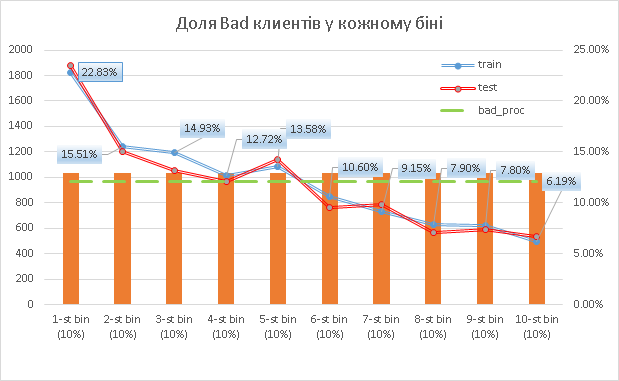 Доля Bad клиентів у кожному біні
2000
1800
1600
1400
1200
1000
800
600
400
200
0
25.00%
20.00%
15.00%
10.00%
5.00%
0.00%
train
test
bad_proc
22.83%
15.51%
14.93%
12.72%
13.58%
10.60%
9.15%
7.90%
7.80%
6.19%
1-st bin
(10%)
2-st bin
(10%)
3-st bin
(10%)
4-st bin
(10%)
5-st bin
(10%)
6-st bin
(10%)
7-st bin
(10%)
8-st bin
(10%)
9-st bin
(10%)
10-st bin
(10%)